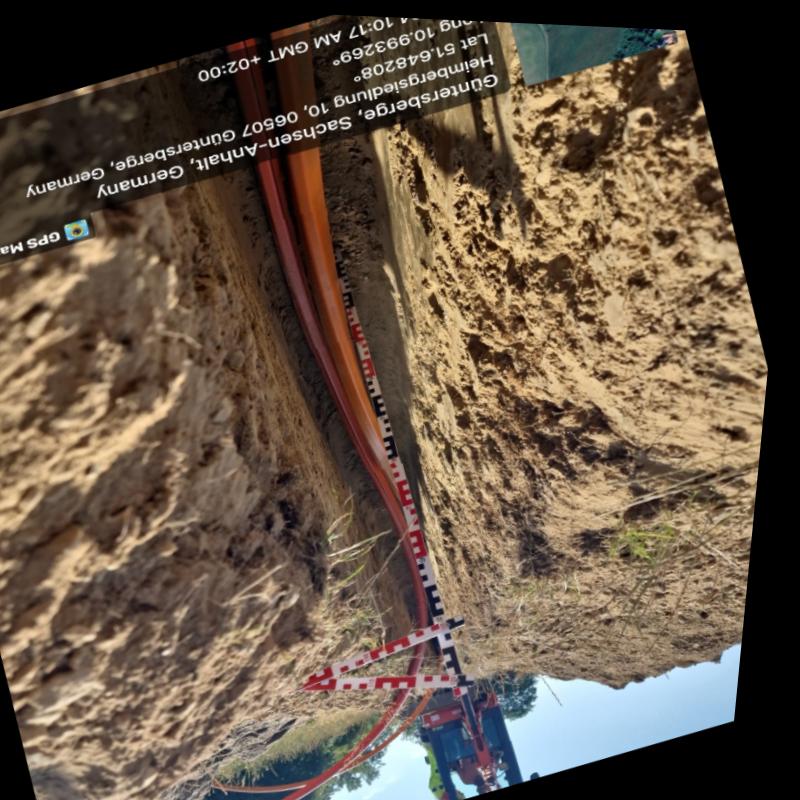 GPS Ma
Güntersberge, Sachsen-Anhalt, Germany
Heimbergsiedlung 10, 06507 Güntersberge, Germany
Lat 51.648208°
ong 10.993269°
10:17 AM GMT +02:00